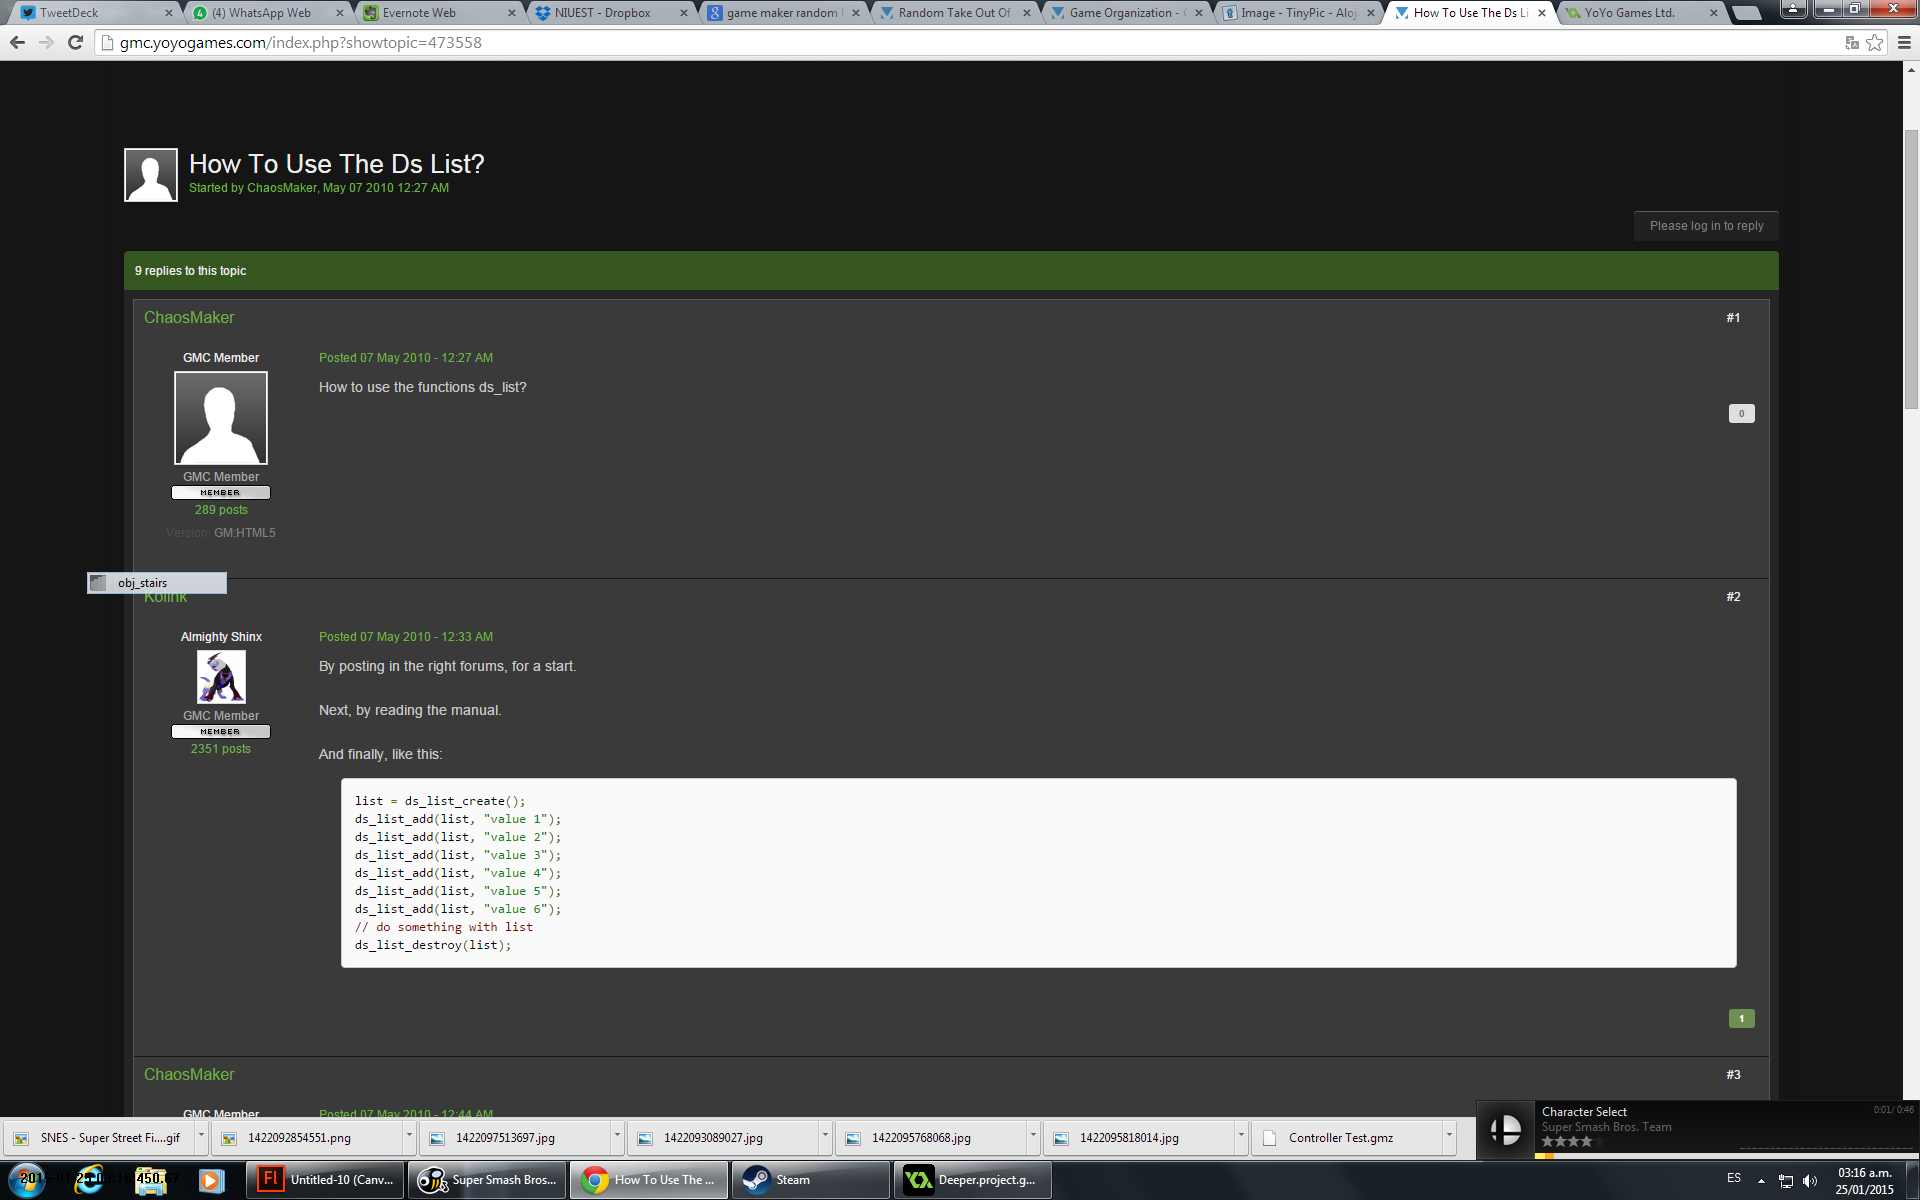 TweetDeck
(4) WhatsApp Web
Evernote Web
NIUEST - Dropbox
game maker random
Random Take Out Of
Game Organization -
Image - TinyPic - Aloj
How To Use The Ds Li
YoYo Games Ltd.
gmc.yoyogames.com/index.php?showtopic=473558
How To Use The Ds List?
Started by ChaosMaker, May 07 2010 12:27 AM
Please log in to reply
9 replies to this topic
ChaosMaker
#1
GMC Member
Posted 07 May 2010 - 12:27 AM
How to use the functions ds_list?
0
GMC Member
MEMBER
289 posts
Version: GM:HTML5
obj_stairs
Kolink
#2
Almighty Shinx
Posted 07 May 2010 - 12:33 AM
By posting in the right forums, for a start.
GMC Member
MEMBER
2351 posts
Next, by reading the manual.
And finally, like this:
list = ds_list_create();
ds_list_add(list, "value 1");
ds_list_add(list, "value 2");
ds_list_add(list, "value 3");
ds_list_add(list, "value 4");
ds_list_add(list, "value 5");
ds_list_add(list, "value 6");
// do something with list
ds_list_destroy(list);
1
ChaosMaker
#3
GMC Member
Posted 07 May 2010 - 12:44 AM
SNES - Super Street Fi....gif
1422092854551.png
1422097513697.jpg
1422093089027.jpg
1422095768068.jpg
1422095818014.jpg
Controller Test.gmz
Character Select
0:01/ 0:46
Super Smash Bros. Team
Untitled-10 (Canv...
Super Smash Bros...
How To Use The ...
Steam
Deeper.project.g...
ES
03:16 a.m.
25/01/2015